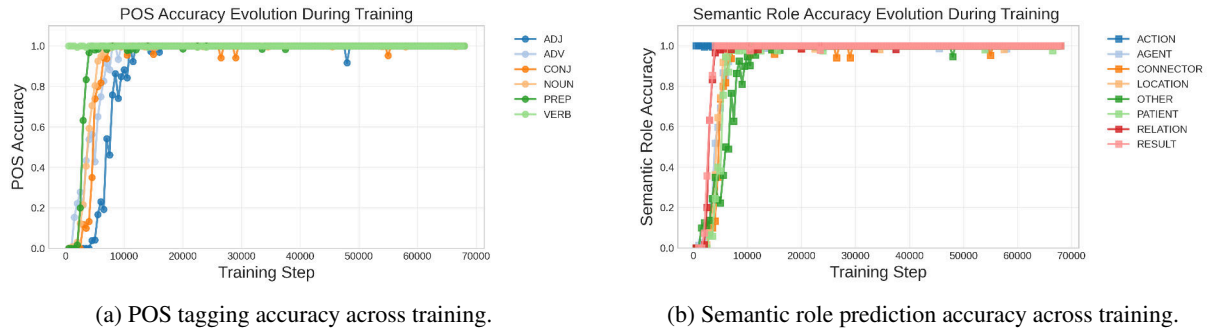 POS Accuracy Evolution During Training
1.0
0.8
0.6
0.4
0.2
0.0
POS Accuracy
0
10000
20000
30000
40000
50000
60000
70000
Training Step
ADJ
ADV
CONJ
NOUN
PREP
VERB
(a) POS tagging accuracy across training.
Semantic Role Accuracy Evolution During Training
1.0
0.8
0.6
0.4
0.2
0.0
Semantic Role Accuracy
0
10000
20000
30000
40000
50000
60000
70000
Training Step
ACTION
AGENT
CONNECTOR
LOCATION
OTHER
PATIENT
RELATION
RESULT
(b) Semantic role prediction accuracy across training.